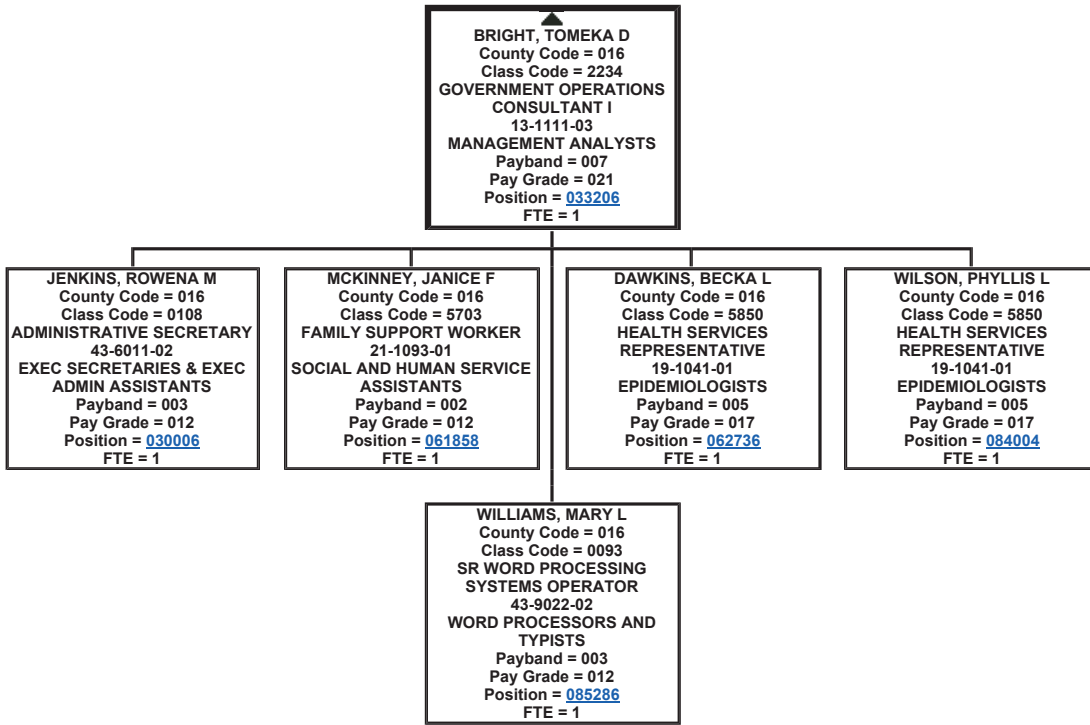 BRIGHT, TOMEKA D
County Code = 016
Class Code = 2234
GOVERNMENT OPERATIONS
CONSULTANT I
13-1111-03
MANAGEMENT ANALYSTS
Payband = 007
Pay Grade = 021
Position = 033206
FTE = 1
JENKINS, ROWENA M
County Code = 016
Class Code = 0108
ADMINISTRATIVE SECRETARY
43-6011-02
EXEC SECRETARIES & EXEC
ADMIN ASSISTANTS
Payband = 003
Pay Grade = 012
Position = 030006
FTE = 1
MCKINNEY, JANICE F
County Code = 016
Class Code = 5703
FAMILY SUPPORT WORKER
21-1093-01
SOCIAL AND HUMAN SERVICE
ASSISTANTS
Payband = 002
Pay Grade = 012
Position = 061858
FTE = 1
DAWKINS, BECKA L
County Code = 016
Class Code = 5850
HEALTH SERVICES
REPRESENTATIVE
19-1041-01
EPIDEMIOLOGISTS
Payband = 005
Pay Grade = 017
Position = 062736
FTE = 1
WILSON, PHYLLIS L
County Code = 016
Class Code = 5850
HEALTH SERVICES
REPRESENTATIVE
19-1041-01
EPIDEMIOLOGISTS
Payband = 005
Pay Grade = 017
Position = 084004
FTE = 1
WILLIAMS, MARY L
County Code = 016
Class Code = 0093
SR WORD PROCESSING
SYSTEMS OPERATOR
43-9022-02
WORD PROCESSORS AND
TYPISTS
Payband = 003
Pay Grade = 012
Position = 085286
FTE = 1